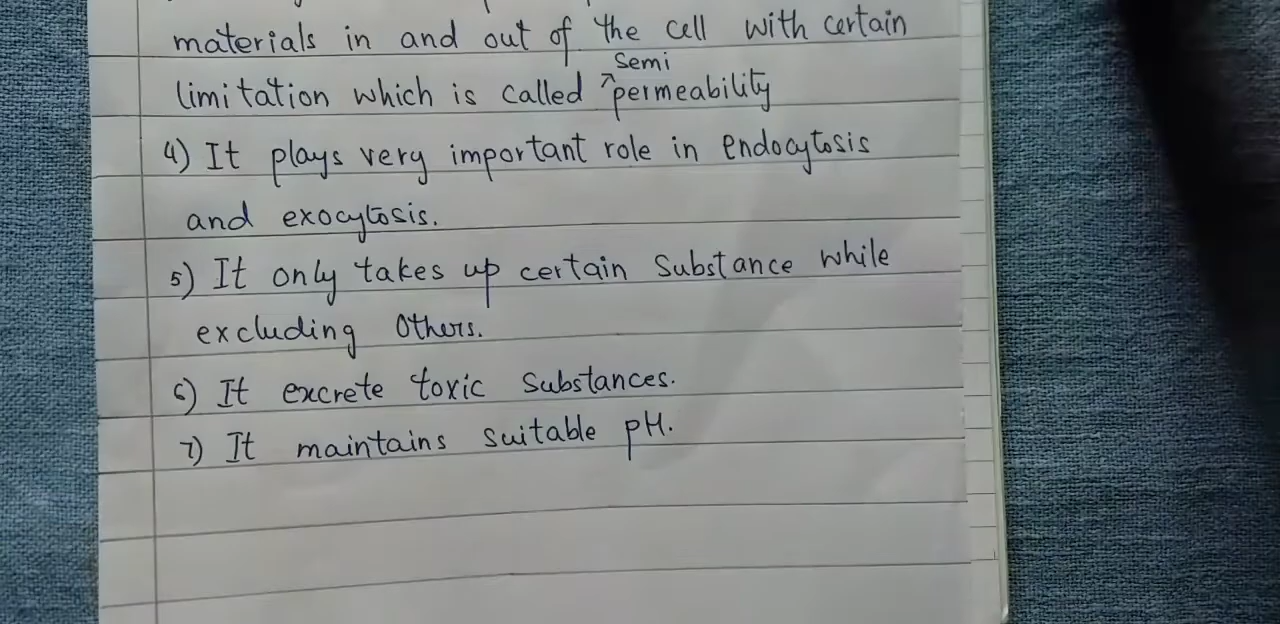 materials in and out of the cell with certain
limitation which is called semi permeability
4) It plays very important role in endocytosis
and exocytosis.
5) It only takes up certain substance while
excluding others.
6) It excrete toxic substances.
7) It maintains suitable pH.